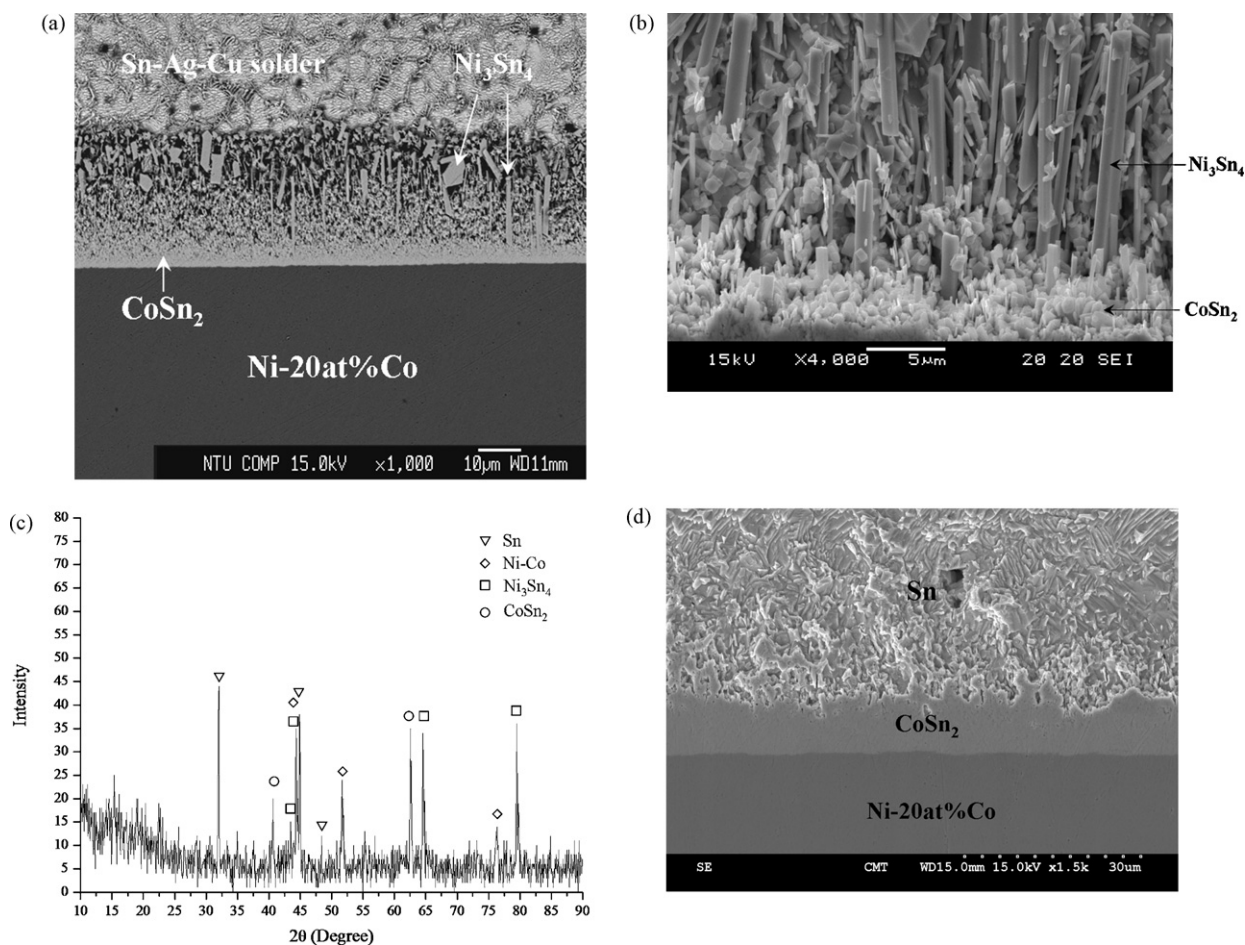 (a)
Sn-Ag-Cu solder
Ni₃Sn₄
CoSn₂
Ni-20at%Co
NTU COMP 15.0kV ×1,000 10μm WD11mm
(b)
Ni₃Sn₄
CoSn₂
15kV X4,000 5μm 20 20 SEI
(c)
80
75
70
65
60
55
50
45
40
35
30
25
20
15
10
5
0
Intensity
Sn
Ni-Co
Ni₃Sn₄
CoSn₂
10 15 20 25 30 35 40 45 50 55 60 65 70 75 80 85 90
2θ (Degree)
(d)
Sn
CoSn₂
Ni-20at%Co
SE CMT WD15.0mm 15.0kV x1.5k 30um